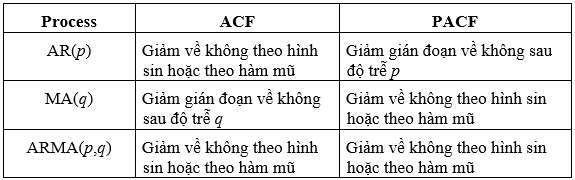 Process ACF PACF
AR(p) Giảm về không theo hình sin hoặc theo hàm mũ Giảm gián đoạn về không sau độ trễ p
MA(q) Giảm gián đoạn về không sau độ trễ q Giảm về không theo hình sin hoặc theo hàm mũ
ARMA(p,q) Giảm về không theo hình sin hoặc theo hàm mũ Giảm về không theo hình sin hoặc theo hàm mũ